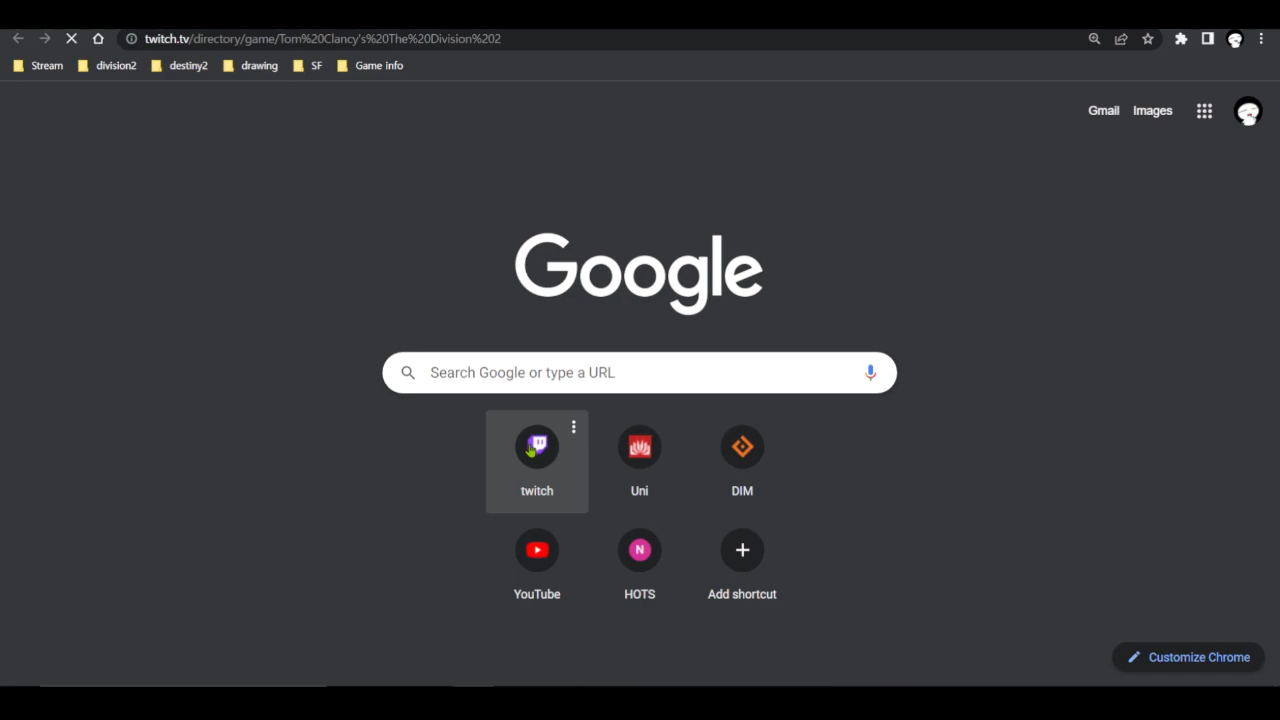 twitch.tv/directory/game/Tom%20Clancy's%20The%20Division%202
Stream division2 destiny2 drawing SF Game info
Gmail Images
Google
Search Google or type a URL
twitch Uni DIM
N
YouTube HOTS Add shortcut
Customize Chrome